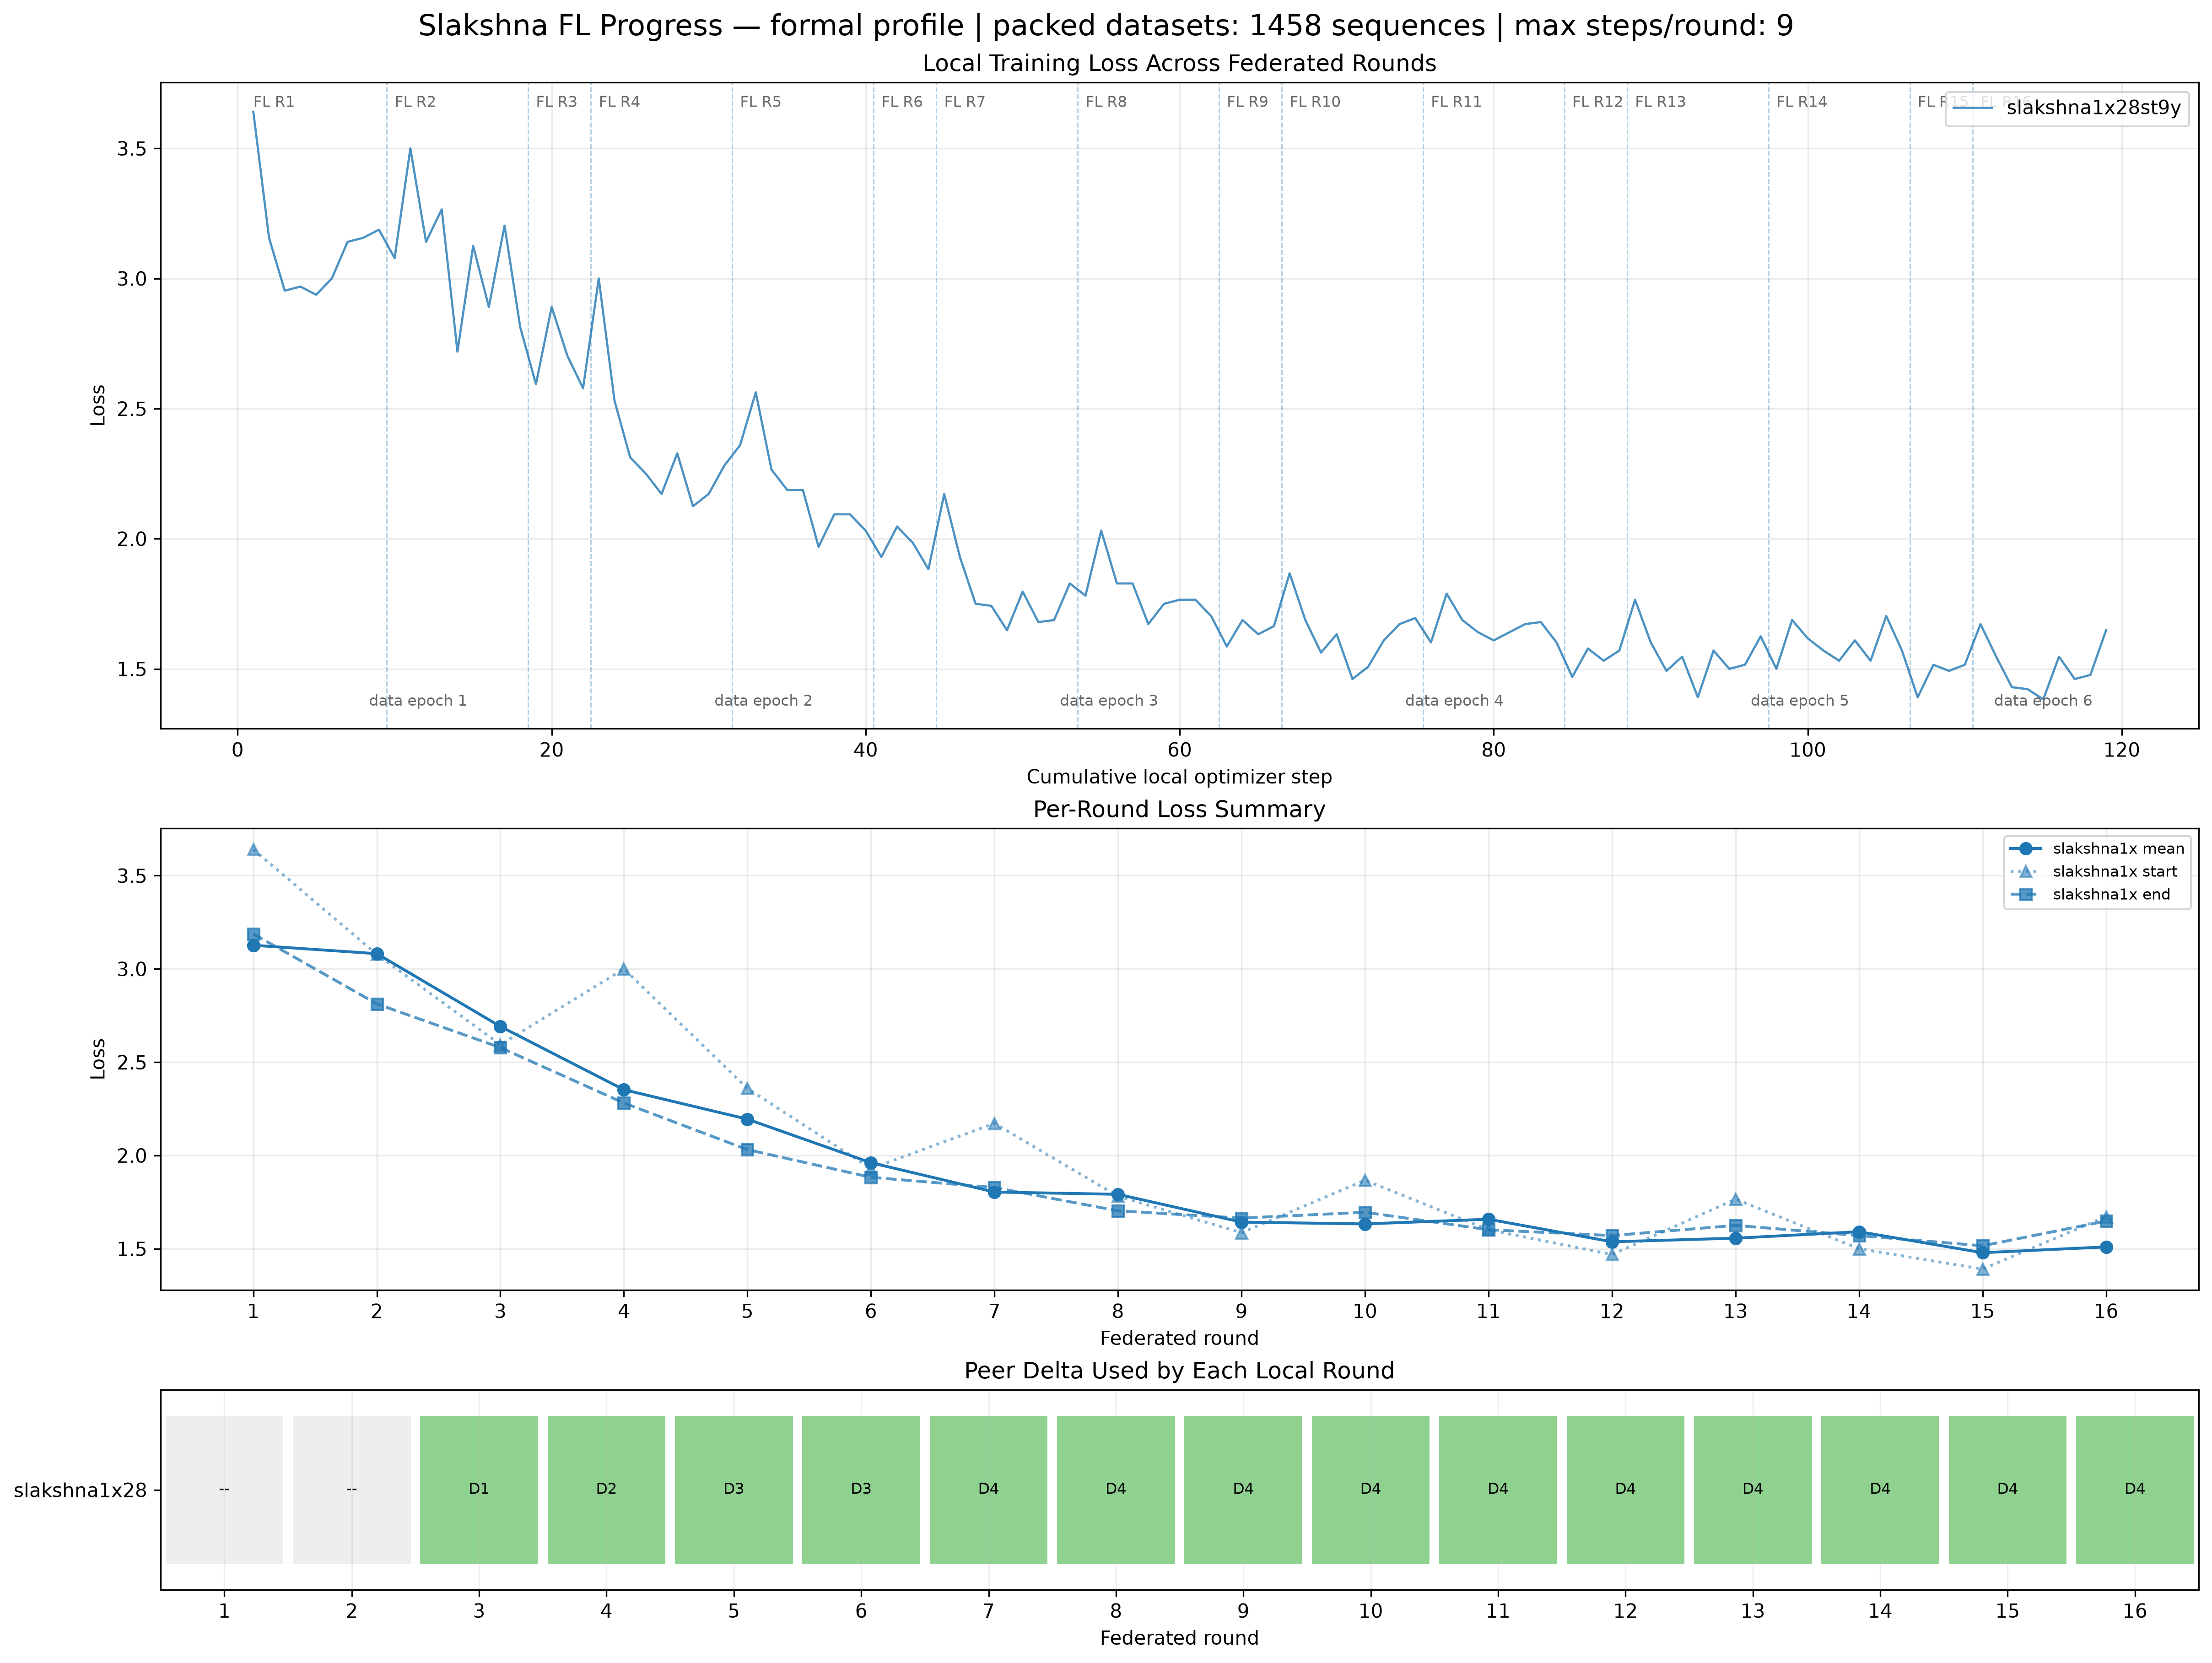 Slakshna FL Progress — formal profile | packed datasets: 1458 sequences | max steps/round: 9
Local Training Loss Across Federated Rounds
FL R1 FL R2 FL R3 FL R4 FL R5 FL R6 FL R7 FL R8 FL R9 FL R10 FL R11 FL R12 FL R13 FL R14 FL R15 FL R16
slakshna1x28st9y
3.5
3.0
2.5
2.0
1.5
Loss
data epoch 1 data epoch 2 data epoch 3 data epoch 4 data epoch 5 data epoch 6
0 20 40 60 80 100 120
Cumulative local optimizer step
Per-Round Loss Summary
slakshna1x mean
slakshna1x start
slakshna1x end
3.5
3.0
2.5
2.0
1.5
Loss
1 2 3 4 5 6 7 8 9 10 11 12 13 14 15 16
Federated round
Peer Delta Used by Each Local Round
slakshna1x28
-- -- D1 D2 D3 D3 D4 D4 D4 D4 D4 D4 D4 D4 D4 D4
1 2 3 4 5 6 7 8 9 10 11 12 13 14 15 16
Federated round